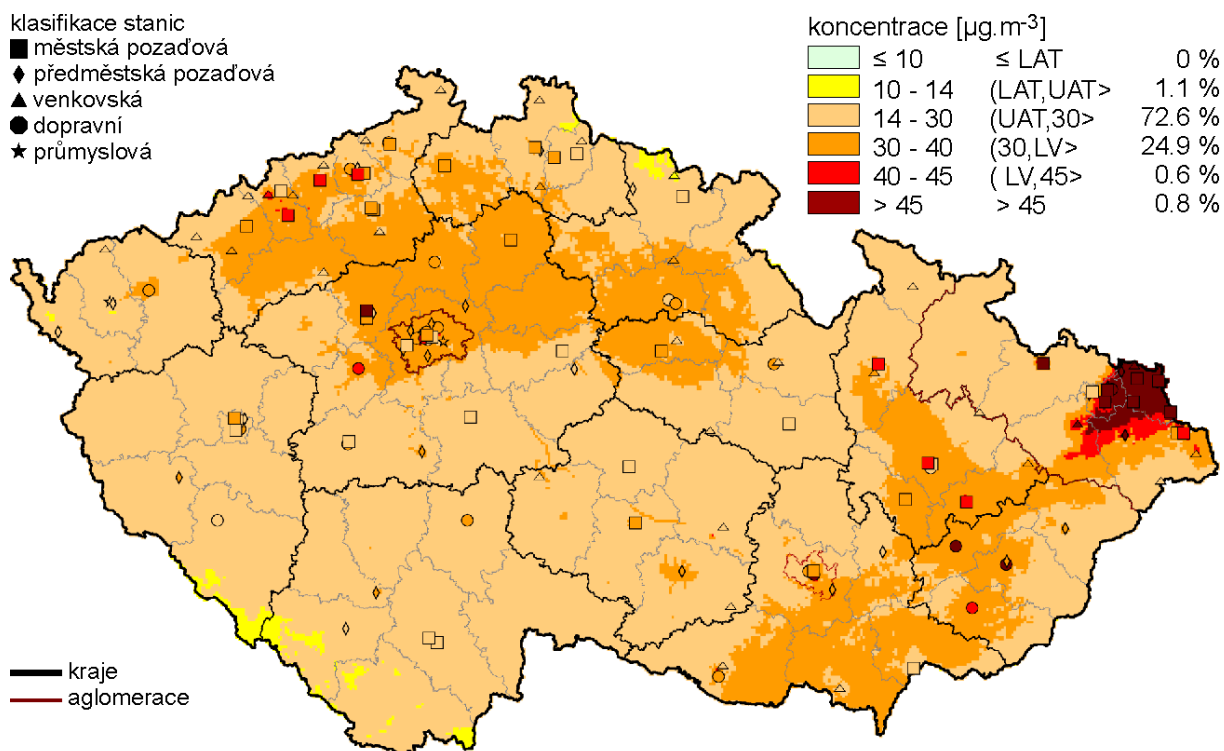 klasifikace stanic
městská pozaďová
předměstská pozaďová
venkovská
dopravní
průmyslová
koncentrace [µg.m-3]
≤ 10 ≤ LAT 0 %
10 - 14 (LAT,UAT> 1.1 %
14 - 30 (UAT,30> 72.6 %
30 - 40 (30,LV> 24.9 %
40 - 45 ( LV,45> 0.6 %
> 45 > 45 0.8 %
kraje
aglomerace